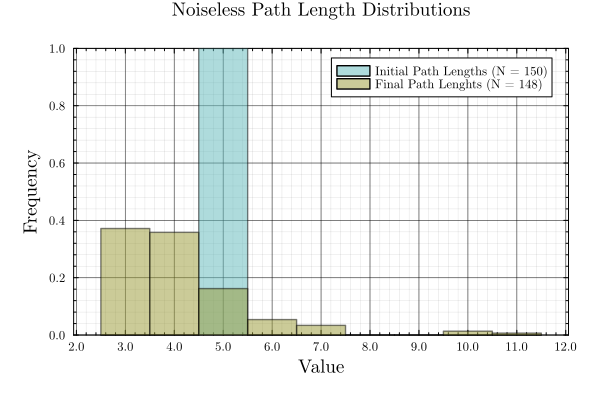 Noiseless Path Length Distributions
Initial Path Lengths (N = 150)
Final Path Lenghts (N = 148)
Frequency
1.0
0.8
0.6
0.4
0.2
0.0
2.0 3.0 4.0 5.0 6.0 7.0 8.0 9.0 10.0 11.0 12.0
Value